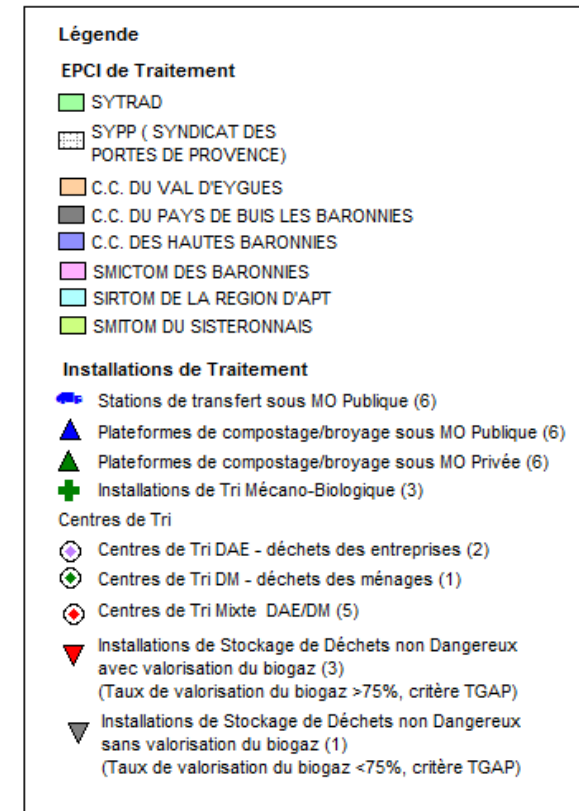 Légende
EPCI de Traitement
SYTRAD
SYPP ( SYNDICAT DES
PORTES DE PROVENCE)
C.C. DU VAL D'EYGUES
C.C. DU PAYS DE BUIS LES BARONNIES
C.C. DES HAUTES BARONNIES
SMICTOM DES BARONNIES
SIRTOM DE LA REGION D'APT
SMITOM DU SISTERONNAIS
Installations de Traitement
Stations de transfert sous MO Publique (6)
Plateformes de compostage/broyage sous MO Publique (6)
Plateformes de compostage/broyage sous MO Privée (6)
Installations de Tri Mécano-Biologique (3)
Centres de Tri
Centres de Tri DAE - déchets des entreprises (2)
Centres de Tri DM - déchets des ménages (1)
Centres de Tri Mixte DAE/DM (5)
Installations de Stockage de Déchets non Dangereux
avec valorisation du biogaz (3)
(Taux de valorisation du biogaz >75%, critère TGAP)
Installations de Stockage de Déchets non Dangereux
sans valorisation du biogaz (1)
(Taux de valorisation du biogaz <75%, critère TGAP)